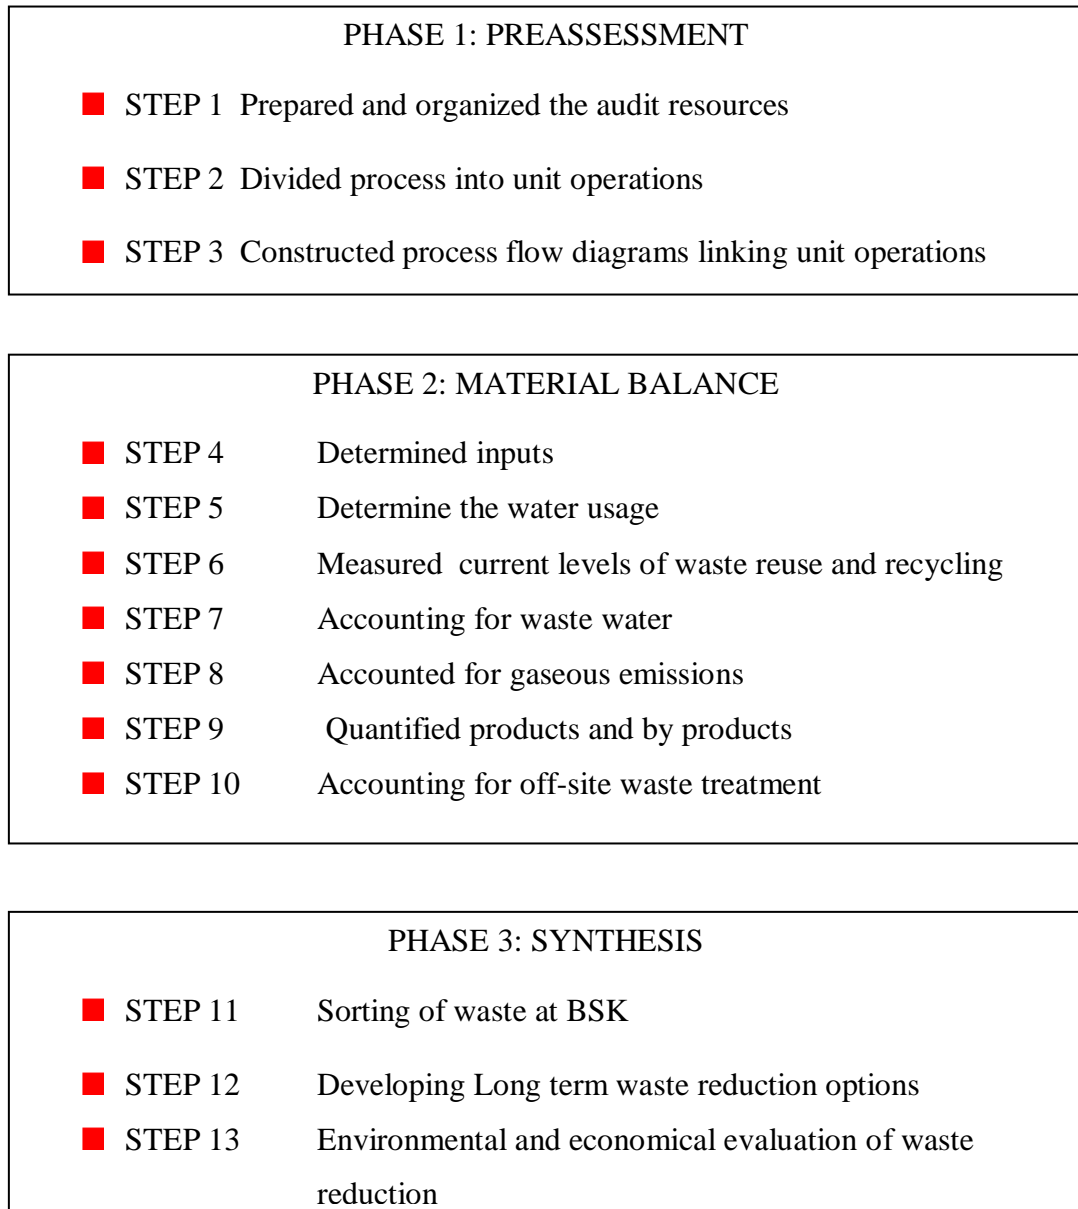 PHASE 1: PREASSESSMENT
STEP 1 Prepared and organized the audit resources
STEP 2 Divided process into unit operations
STEP 3 Constructed process flow diagrams linking unit operations
PHASE 2: MATERIAL BALANCE
STEP 4 Determined inputs
STEP 5 Determine the water usage
STEP 6 Measured current levels of waste reuse and recycling
STEP 7 Accounting for waste water
STEP 8 Accounted for gaseous emissions
STEP 9 Quantified products and by products
STEP 10 Accounting for off-site waste treatment
PHASE 3: SYNTHESIS
STEP 11 Sorting of waste at BSK
STEP 12 Developing Long term waste reduction options
STEP 13 Environmental and economical evaluation of waste
reduction